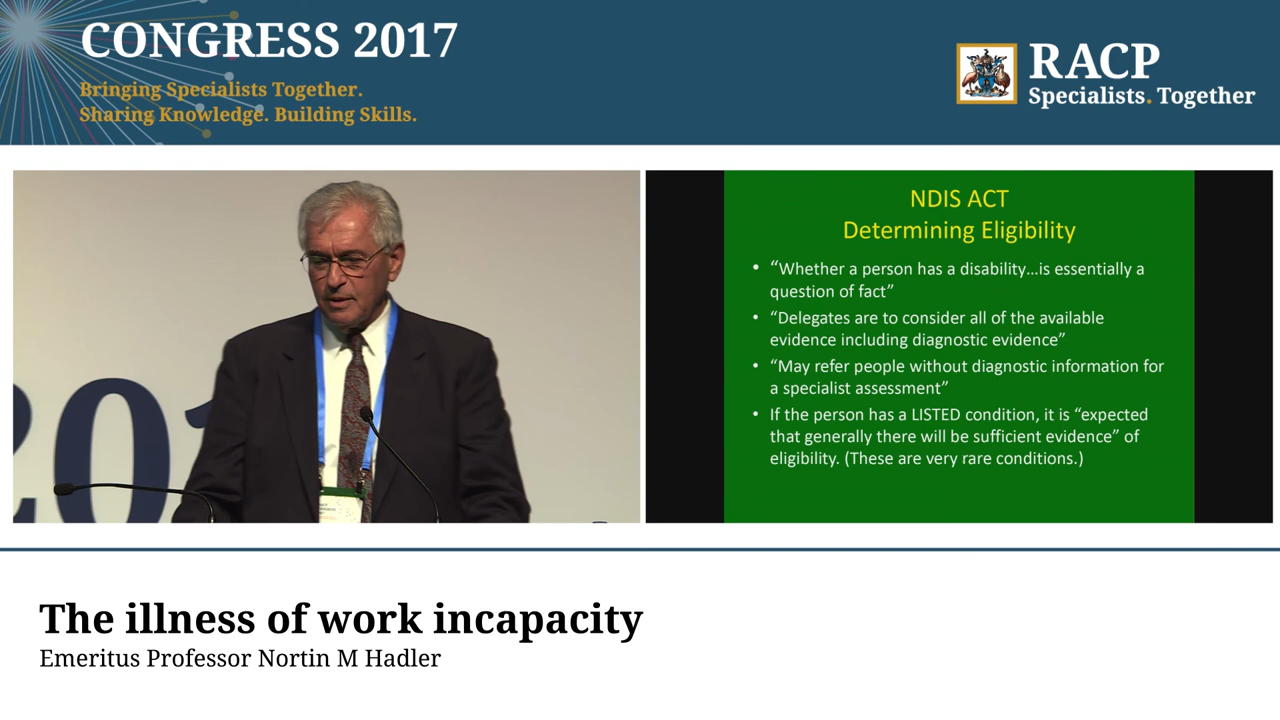 CONGRESS 2017
Bringing Specialists Together.
Sharing Knowledge. Building Skills.
RACP
Specialists. Together
201
NDIS ACT
Determining Eligibility
• “Whether a person has a disability…is essentially a
question of fact”
• “Delegates are to consider all of the available
evidence including diagnostic evidence”
• “May refer people without diagnostic information for
a specialist assessment”
• If the person has a LISTED condition, it is “expected
that generally there will be sufficient evidence” of
eligibility. (These are very rare conditions.)
The illness of work incapacity
Emeritus Professor Nortin M Hadler